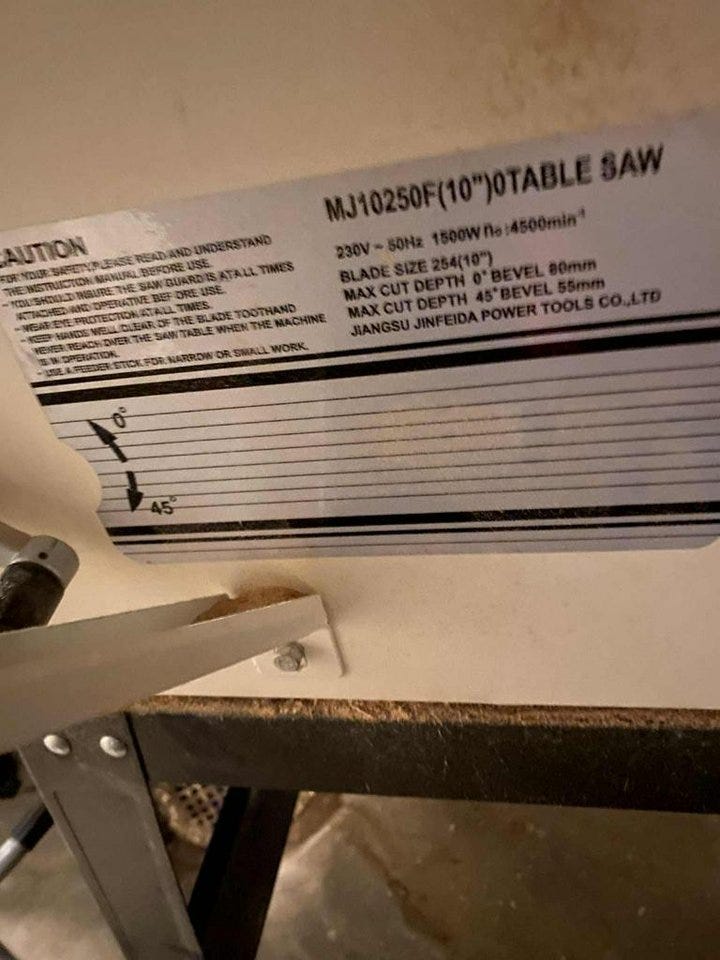 CAUTION
FOR YOUR SAFETY, PLEASE READ AND UNDERSTAND
THE INSTRUCTION MANUAL BEFORE USE.
- YOU SHOULD INSURE THE SAW GUARD IS AT ALL TIMES
ATTACHED AND OPERATIVE BEFORE USE.
- WEAR EYE PROTECTION AT ALL TIMES.
- KEEP HANDS WELL CLEAR OF THE BLADE TOOTH AND
NEVER REACH OVER THE SAW TABLE WHEN THE MACHINE
IS IN OPERATION.
- USE A FEEDER STICK FOR NARROW OR SMALL WORK.
MJ10250F(10")0TABLE SAW
230V ~ 50Hz 1500W n₀:4500min⁻¹
BLADE SIZE 254(10")
MAX CUT DEPTH 0° BEVEL 80mm
MAX CUT DEPTH 45° BEVEL 55mm
JIANGSU JINFEIDA POWER TOOLS CO.,LTD
0°
45°